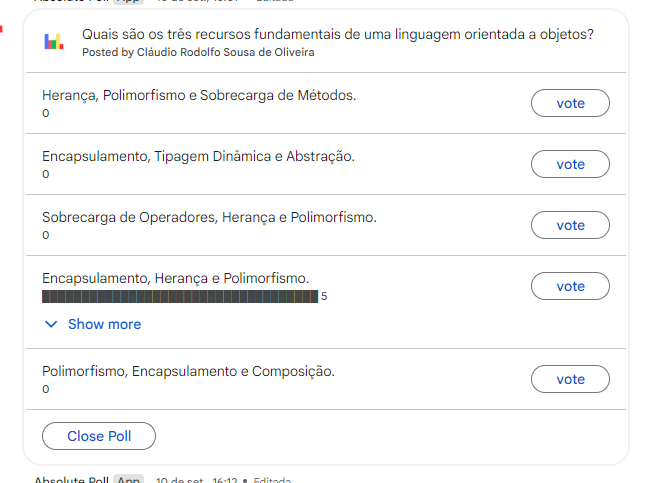 Quais são os três recursos fundamentais de uma linguagem orientada a objetos?
Posted by Cláudio Rodolfo Sousa de Oliveira
Herança, Polimorfismo e Sobrecarga de Métodos.
0
vote
Encapsulamento, Tipagem Dinâmica e Abstração.
0
vote
Sobrecarga de Operadores, Herança e Polimorfismo.
0
vote
Encapsulamento, Herança e Polimorfismo.
5
vote
Show more
Polimorfismo, Encapsulamento e Composição.
0
vote
Close Poll
Absolute Poll App 10 de set., 16:12 • Editada